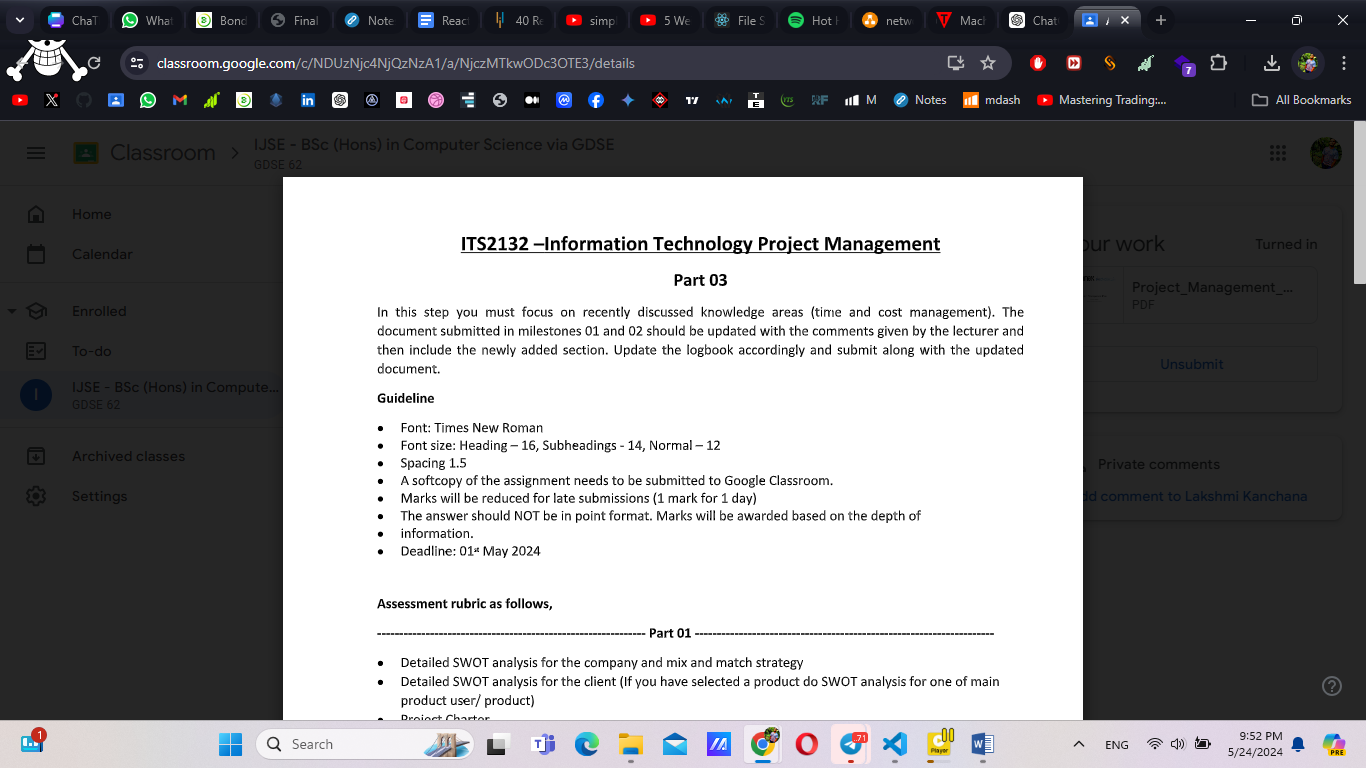 ChaT
What
Bond
Final
Note
Reac
40 Re
simp
5 We
File S
Hot
netw
Mac
Chat
classroom.google.com/c/NDUzNjc4NjQzNzA1/a/NjczMTkwODc3OTE3/details
7
M
Notes
mdash
Mastering Trading:...
All Bookmarks
Classroom
IJSE - BSc (Hons) in Computer Science via GDSE
GDSE 62
Home
Calendar
Enrolled
To-do
I
IJSE - BSc (Hons) in Compute...
GDSE 62
Archived classes
Settings
ITS2132 –Information Technology Project Management
Part 03
In this step you must focus on recently discussed knowledge areas (time and cost management). The
document submitted in milestones 01 and 02 should be updated with the comments given by the lecturer and
then include the newly added section. Update the logbook accordingly and submit along with the updated
document.
Guideline
• Font: Times New Roman
• Font size: Heading – 16, Subheadings - 14, Normal – 12
• Spacing 1.5
• A softcopy of the assignment needs to be submitted to Google Classroom.
• Marks will be reduced for late submissions (1 mark for 1 day)
• The answer should NOT be in point format. Marks will be awarded based on the depth of
• information.
• Deadline: 01st May 2024
Assessment rubric as follows,
------------------------------------------------------------- Part 01 --------------------------------------------------------------------
• Detailed SWOT analysis for the company and mix and match strategy
• Detailed SWOT analysis for the client (If you have selected a product do SWOT analysis for one of main
product user/ product)
• Project Charter
our work
Turned in
Project_Management_...
PDF
Unsubmit
Private comments
dd comment to Lakshmi Kanchana
1
Search
.71
Player
ENG
9:52 PM
5/24/2024
PRE